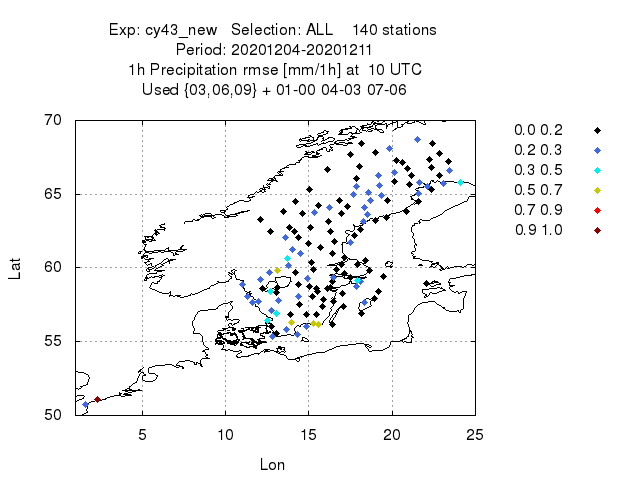 Exp: cy43_new   Selection: ALL    140 stations
Period: 20201204-20201211
1h Precipitation rmse [mm/1h] at  10 UTC
Used {03,06,09} + 01-00 04-03 07-06
70
65
60
55
50
Lat
5 10 15 20 25
Lon
0.0 0.2
0.2 0.3
0.3 0.5
0.5 0.7
0.7 0.9
0.9 1.0